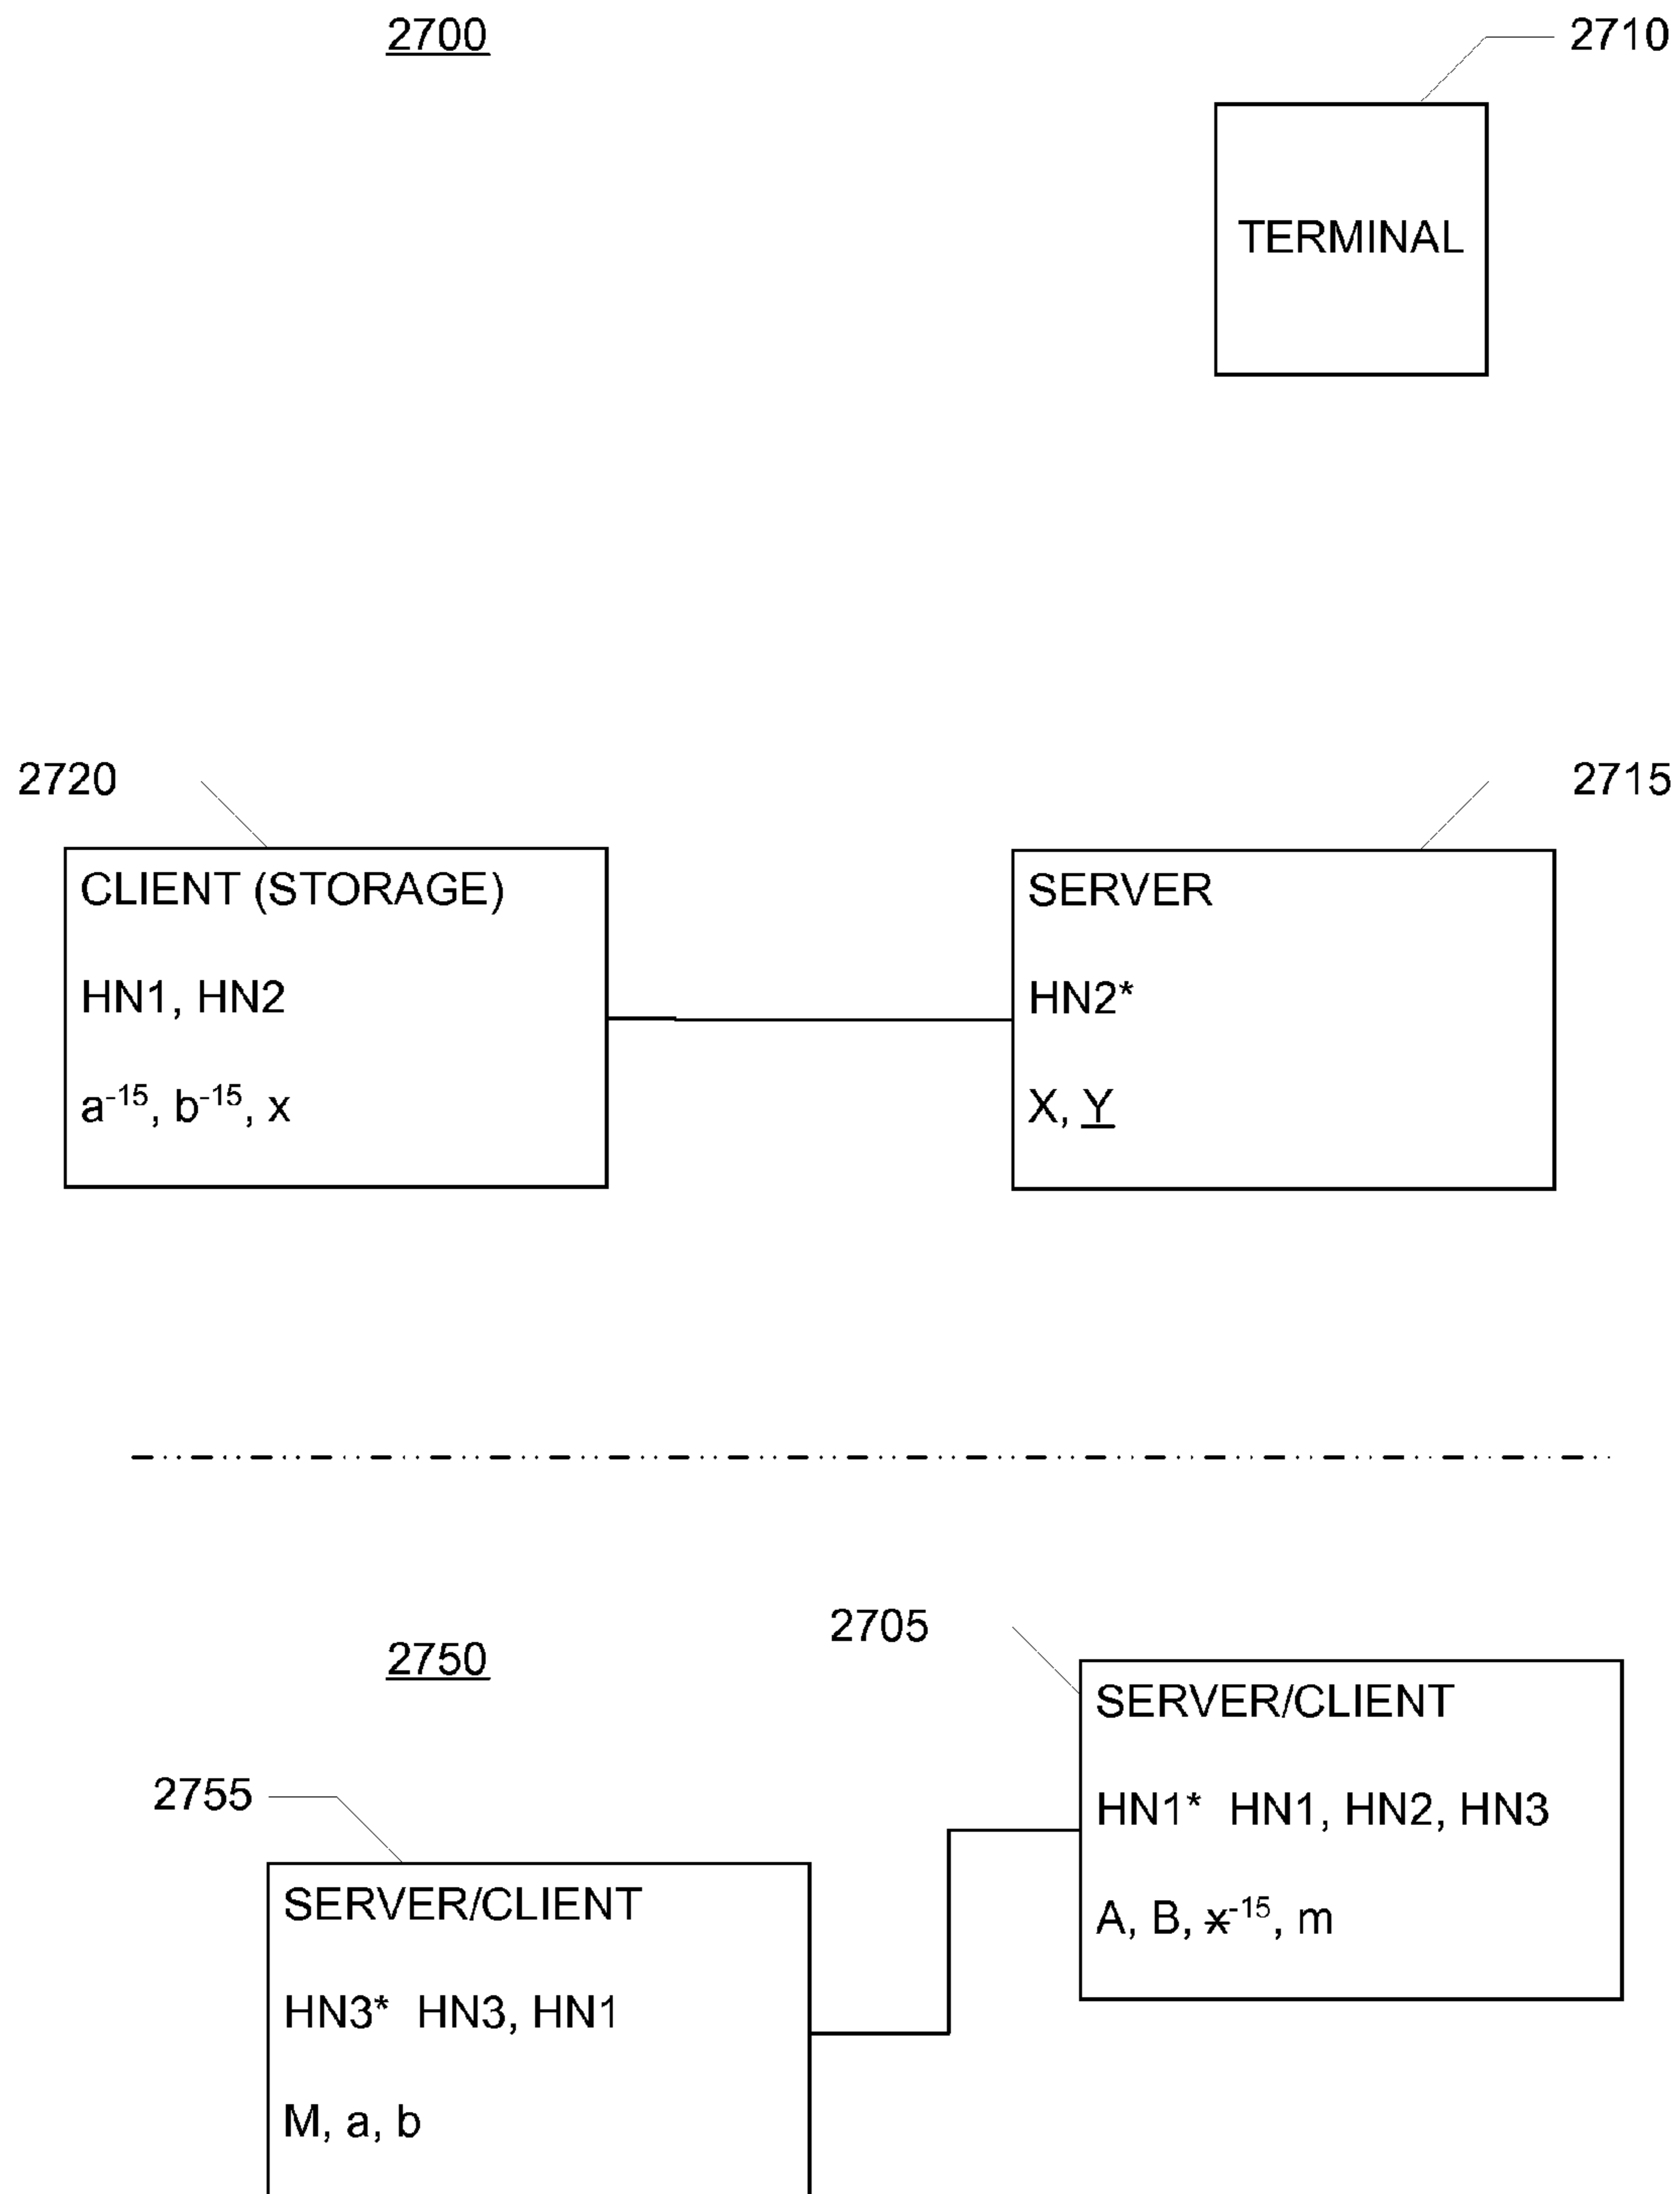 2700
2710
TERMINAL
2720
2715
CLIENT (STORAGE)
HN1, HN2
a⁻¹⁵, b⁻¹⁵, x
SERVER
HN2*
X, Y
2750
2705
SERVER/CLIENT
HN1* HN1, HN2, HN3
A, B, x⁻¹⁵, m
2755
SERVER/CLIENT
HN3* HN3, HN1
M, a, b